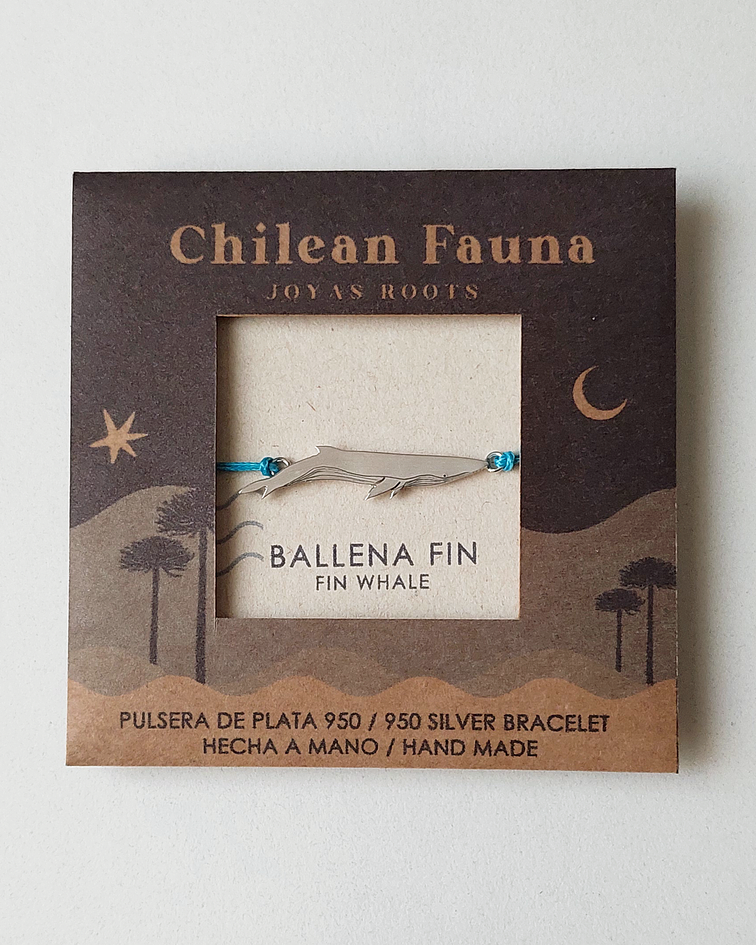 Chilean Fauna
JOYAS ROOTS
BALLENA FIN
FIN WHALE
PULSERA DE PLATA 950 / 950 SILVER BRACELET
HECHA A MANO / HAND MADE